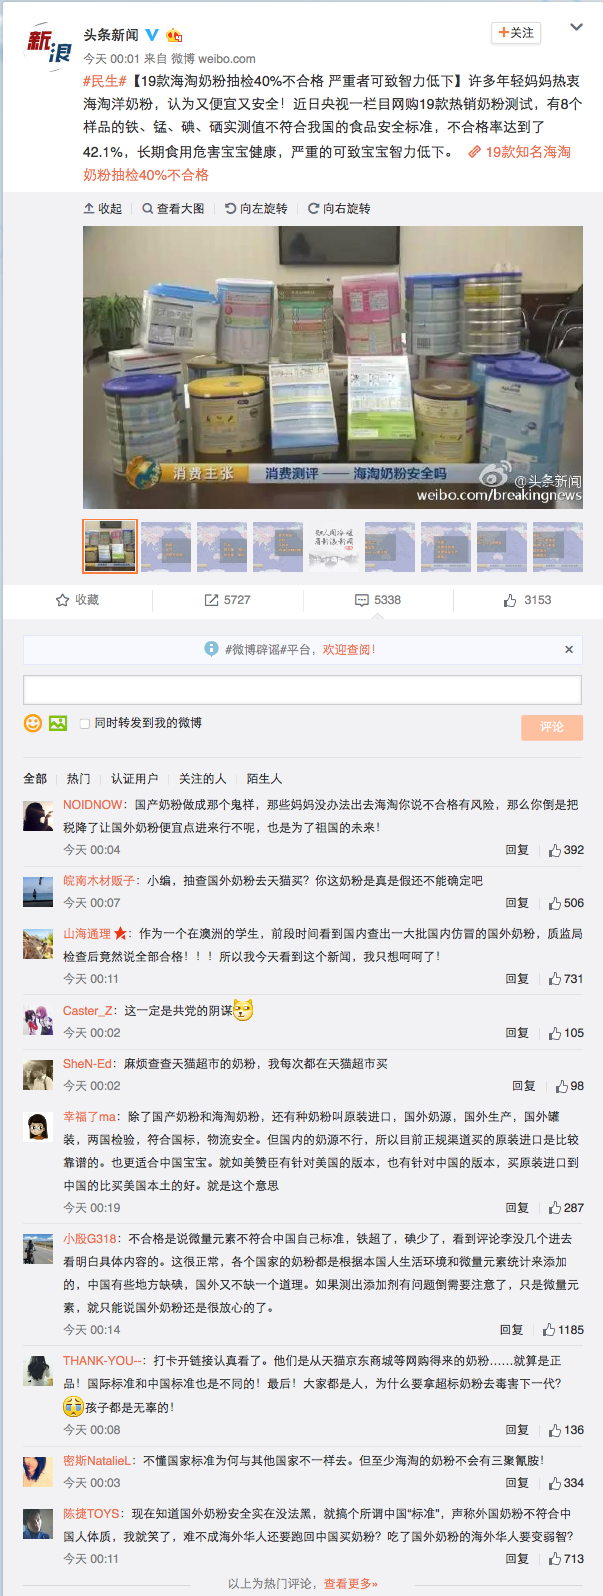 新浪
头条新闻
+关注
今天 00:01 来自 微博 weibo.com
#民生#【19款海淘奶粉抽检40%不合格 严重者可致智力低下】许多年轻妈妈热衷
海淘洋奶粉，认为又便宜又安全！近日央视一栏目网购19款热销奶粉测试，有8个
样品的铁、锰、碘、硒实测值不符合我国的食品安全标准，不合格率达到了
42.1%，长期食用危害宝宝健康，严重的可致宝宝智力低下。 19款知名海淘
奶粉抽检40%不合格
收起 查看大图 向左旋转 向右旋转
消费主张 消费测评 —— 海淘奶粉安全吗
@头条新闻
weibo.com/breakingnews
收藏 5727 5338 3153
#微博辟谣#平台，欢迎查阅！ ×
同时转发到我的微博 评论
全部 热门 认证用户 关注的人 陌生人
NOIDNOW：国产奶粉做成那个鬼样，那些妈妈没办法出去海淘你说不合格有风险，那么你倒是把
税降了让国外奶粉便宜点进来行不呢，也是为了祖国的未来！
今天 00:04 回复 392
皖南木材贩子：小编，抽查国外奶粉去天猫买？你这奶粉是真是假还不能确定吧
今天 00:07 回复 506
山海通理：作为一个在澳洲的学生，前段时间看到国内查出一大批国内仿冒的国外奶粉，质监局
检查后竟然说全部合格！！！所以我今天看到这个新闻，我只想呵呵了！
今天 00:11 回复 731
Caster_Z：这一定是共党的阴谋
今天 00:02 回复 105
SheN-Ed：麻烦查查天猫超市的奶粉，我每次都在天猫超市买
今天 00:02 回复 98
幸福了ma：除了国产奶粉和海淘奶粉，还有种奶粉叫原装进口，国外奶源，国外生产，国外罐
装，两国检验，符合国标，物流安全。但国内的奶源不行，所以目前正规渠道买的原装进口是比较
靠谱的。也更适合中国宝宝。就如美赞臣有针对美国的版本，也有针对中国的版本，买原装进口到
中国的比买美国本土的好。就是这个意思
今天 00:19 回复 287
小殷G318：不合格是说微量元素不符合中国自己标准，铁超了，碘少了，看到评论李没几个进去
看明白具体内容的。这很正常，各个国家的奶粉都是根据本国人生活环境和微量元素统计来添加
的，中国有些地方缺碘，国外又不缺一个道理。如果测出添加剂有问题倒需要注意了，只是微量元
素，就只能说国外奶粉还是很放心的了。
今天 00:14 回复 1185
THANK-YOU--：打卡开链接认真看了。他们是从天猫京东商城等网购得来的奶粉……就算是正
品！国际标准和中国标准也是不同的！最后！大家都是人，为什么要拿超标奶粉去毒害下一代？
孩子都是无辜的！
今天 00:08 回复 136
密斯NatalieL：不懂国家标准为何与其他国家不一样去。但至少海淘的奶粉不会有三聚氰胺！
今天 00:03 回复 334
陈捷TOYS：现在知道国外奶粉安全实在没法黑，就搞个所谓中国“标准”，声称外国奶粉不符合中
国人体质，我就笑了，难不成海外华人还要跑回中国买奶粉？吃了国外奶粉的海外华人要变弱智？
今天 00:11 回复 713
以上为热门评论，查看更多»